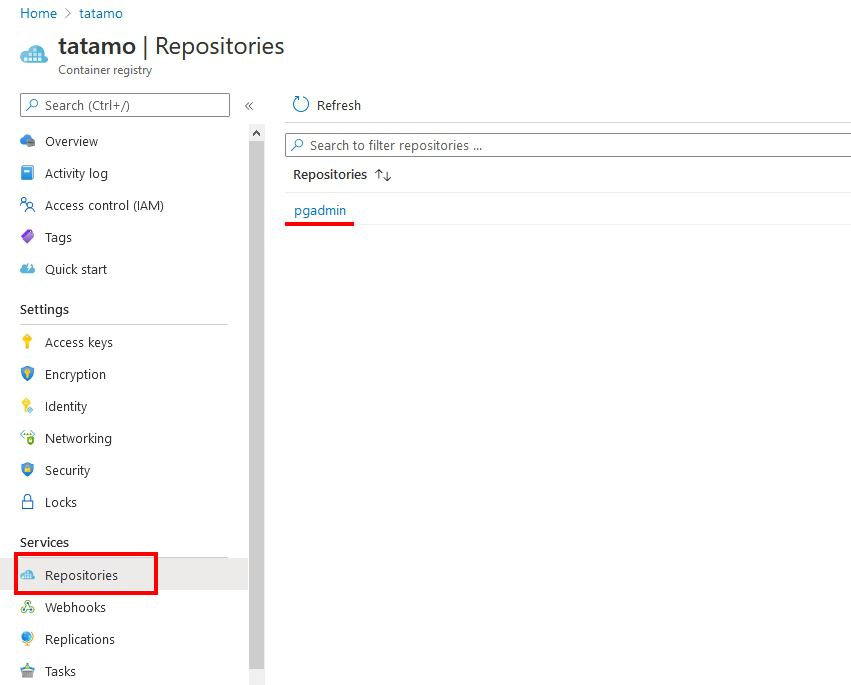 Home > tatamo
tatamo | Repositories
Container registry
Search (Ctrl+/)
«
Overview
Activity log
Access control (IAM)
Tags
Quick start
Settings
Access keys
Encryption
Identity
Networking
Security
Locks
Services
Repositories
Webhooks
Replications
Tasks
Refresh
Search to filter repositories ...
Repositories ↑↓
pgadmin